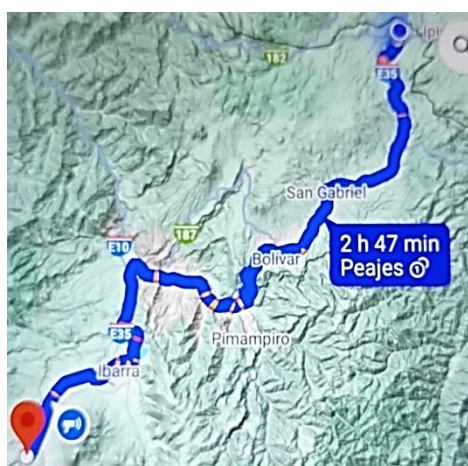 182
E35
San Gabriel
187
E10
2 h 47 min
Bolívar
Peajes
Pimampiro
E35
Ibarra